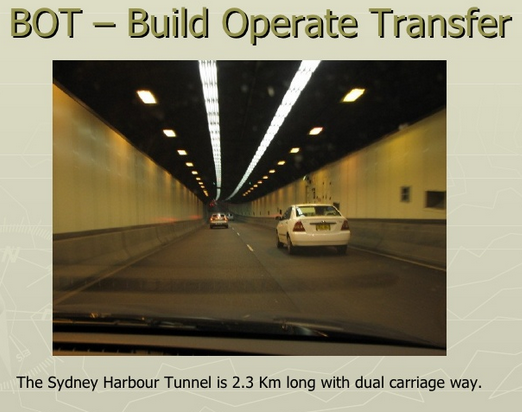 BOT – Build Operate Transfer
The Sydney Harbour Tunnel is 2.3 Km long with dual carriage way.